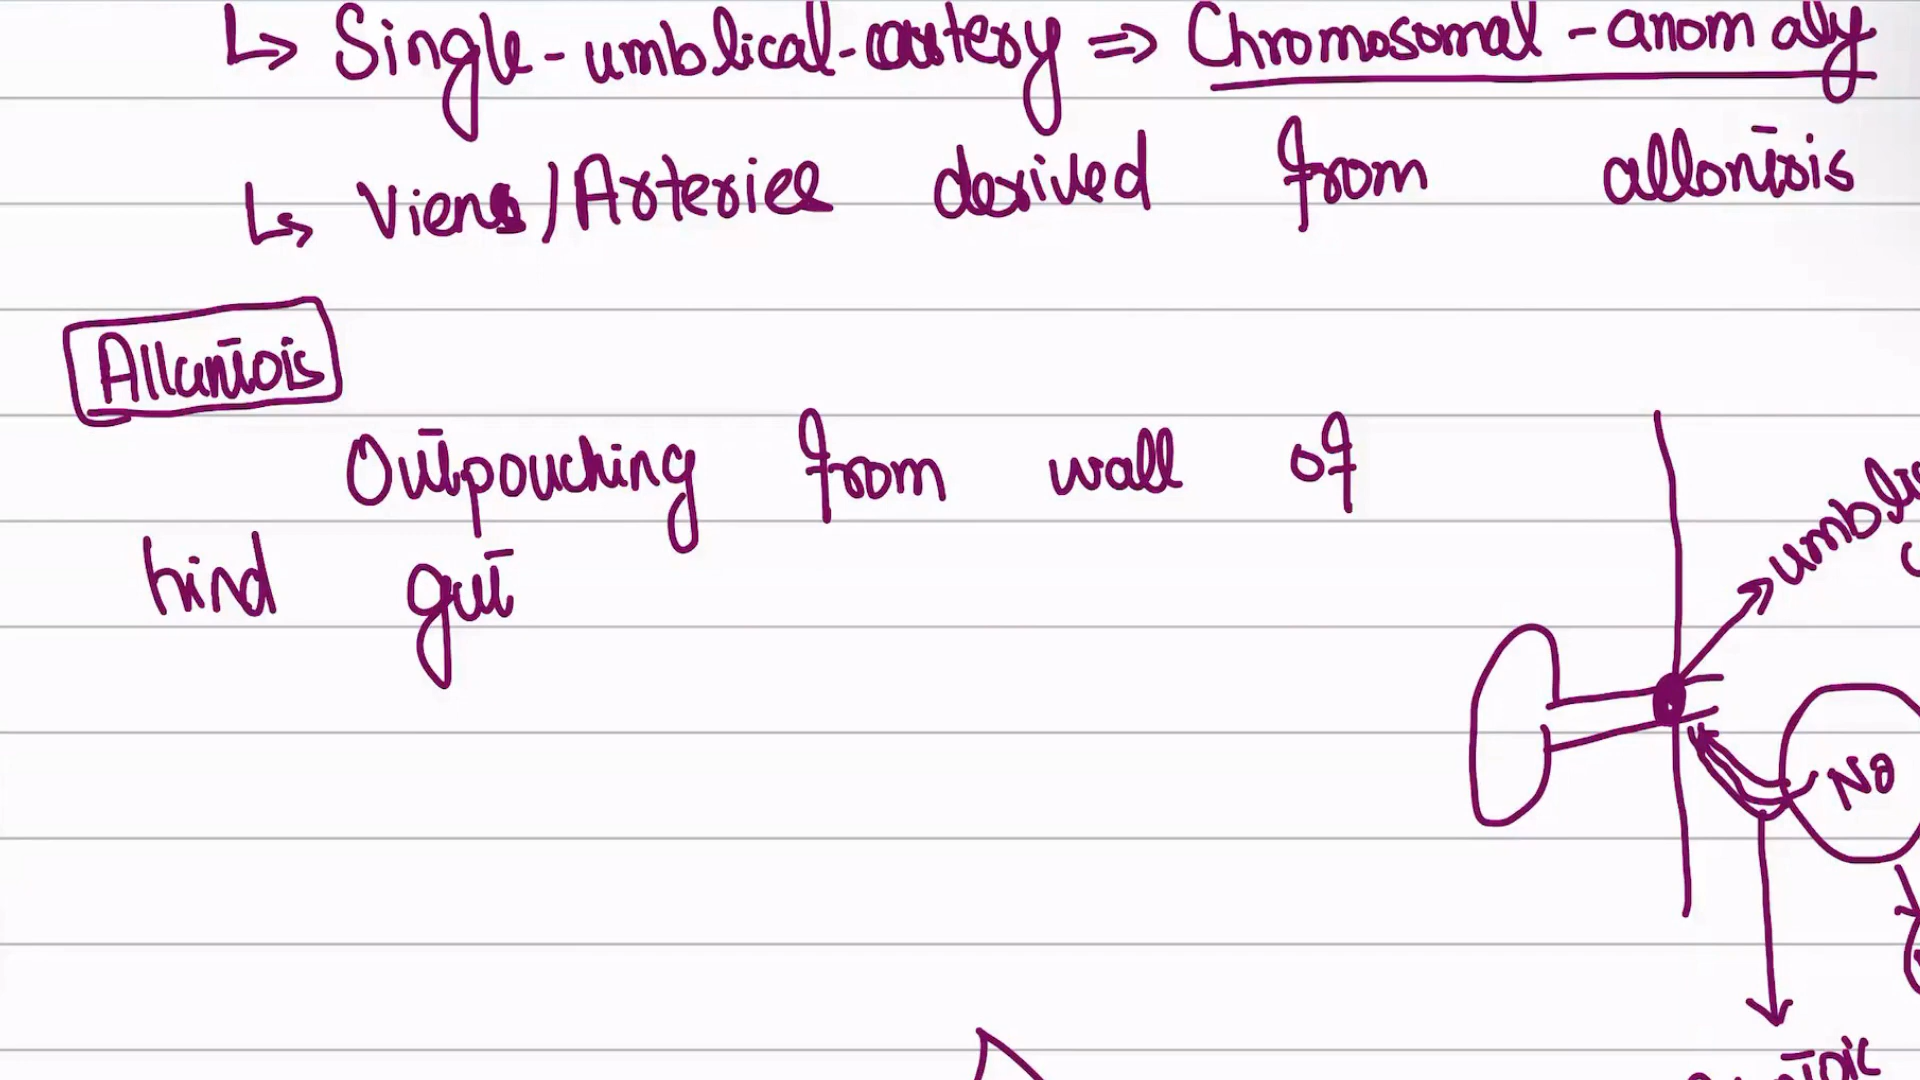 ↳ Single-umblical-artery ⇒ Chromosomal-anomaly
↳ Viens/Arteries derived from allontois
Allantois
Outpouching from wall of
hind gut
No